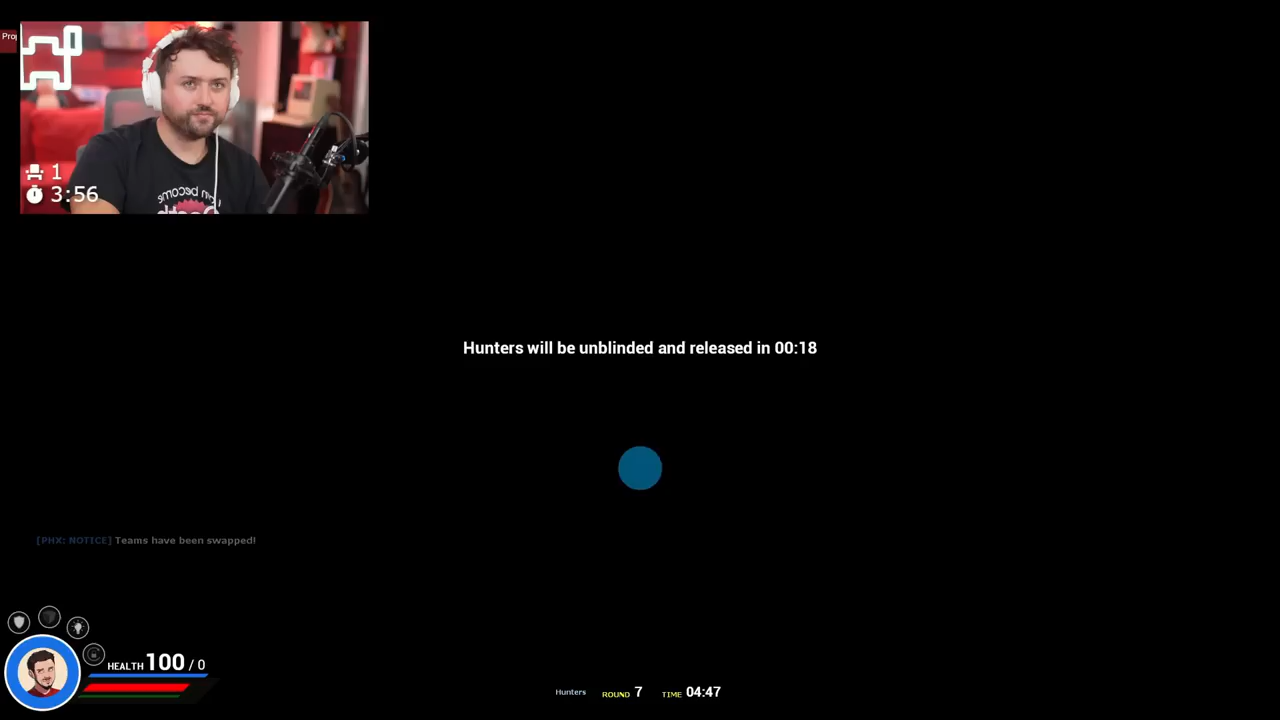 Pro
1
3:56
Hunters will be unblinded and released in 00:18
[PHX: NOTICE] Teams have been swapped!
HEALTH 100 / 0
Hunters ROUND 7 TIME 04:47